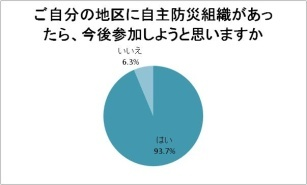 ご自分の地区に自主防災組織があっ
たら、今後参加しようと思いますか
いいえ
6.3%
はい
93.7%